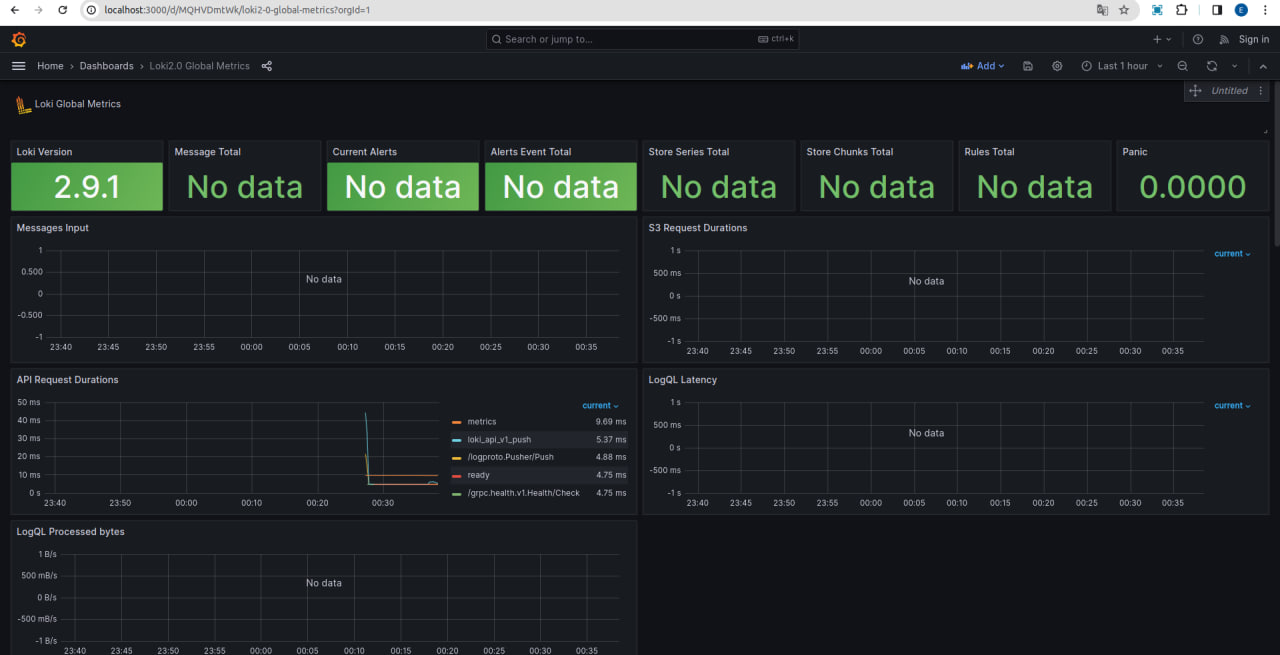 localhost:3000/d/MQHVDmtWk/loki2-0-global-metrics?orgId=1
E
Search or jump to...
ctrl+k
Sign in
Home › Dashboards › Loki2.0 Global Metrics
Add
Last 1 hour
Loki Global Metrics
Untitled
Loki Version
2.9.1
Message Total
No data
Current Alerts
No data
Alerts Event Total
No data
Store Series Total
No data
Store Chunks Total
No data
Rules Total
No data
Panic
0.0000
Messages Input
1
0.500
0
-0.500
-1
No data
23:40 23:45 23:50 23:55 00:00 00:05 00:10 00:15 00:20 00:25 00:30 00:35
S3 Request Durations
1 s
500 ms
0 s
-500 ms
-1 s
No data
current
23:40 23:45 23:50 23:55 00:00 00:05 00:10 00:15 00:20 00:25 00:30 00:35
API Request Durations
50 ms
40 ms
30 ms
20 ms
10 ms
0 s
23:40 23:50 00:00 00:10 00:20 00:30
current
metrics 9.69 ms
loki_api_v1_push 5.37 ms
/logproto.Pusher/Push 4.88 ms
ready 4.75 ms
/grpc.health.v1.Health/Check 4.75 ms
LogQL Latency
1 s
500 ms
0 s
-500 ms
-1 s
No data
current
23:40 23:45 23:50 23:55 00:00 00:05 00:10 00:15 00:20 00:25 00:30 00:35
LogQL Processed bytes
1 B/s
500 mB/s
0 B/s
-500 mB/s
-1 B/s
No data
23:40 23:45 23:50 23:55 00:00 00:05 00:10 00:15 00:20 00:25 00:30 00:35